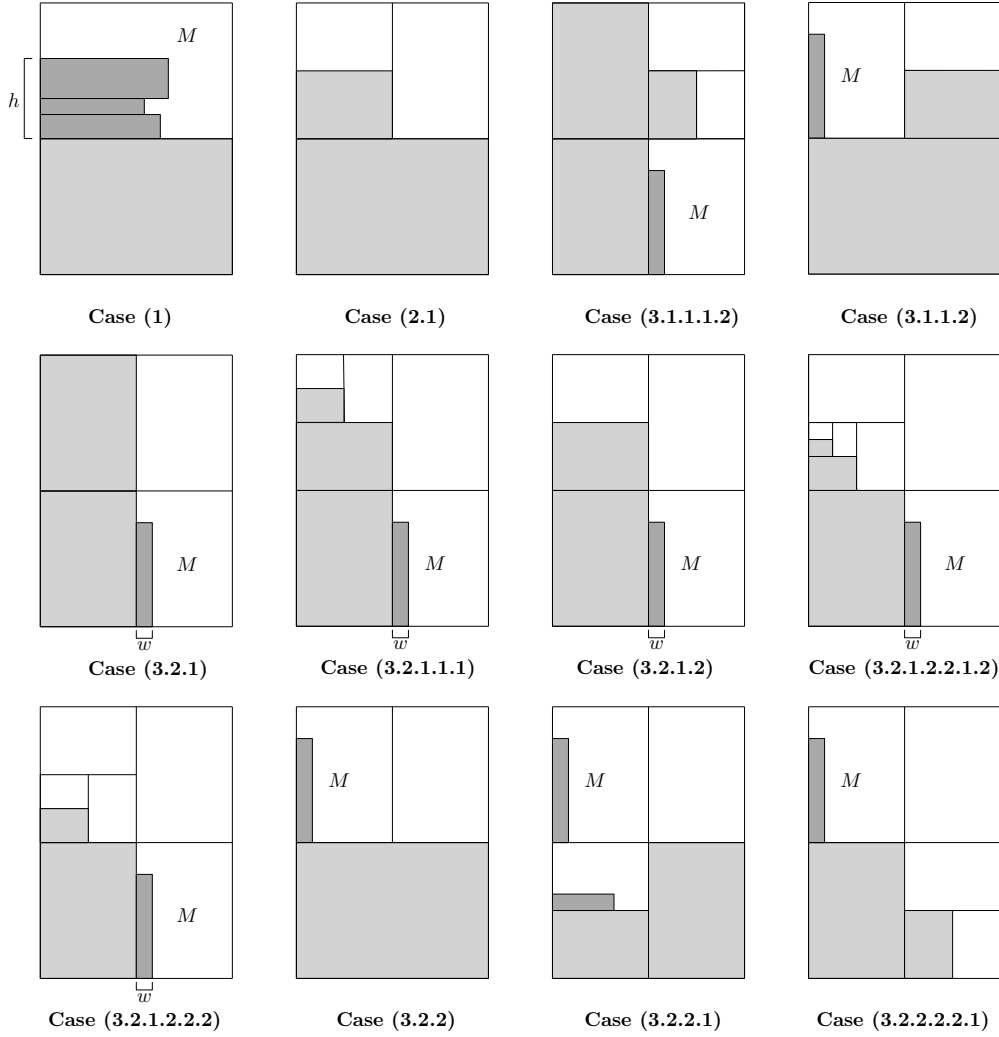 M
h
M
M
Case (1)
Case (2.1)
Case (3.1.1.1.2)
Case (3.1.1.2)
M
M
M
M
w
w
w
w
Case (3.2.1)
Case (3.2.1.1.1)
Case (3.2.1.2)
Case (3.2.1.2.2.1.2)
M
M
M
M
w
Case (3.2.1.2.2.2)
Case (3.2.2)
Case (3.2.2.1)
Case (3.2.2.2.2.1)